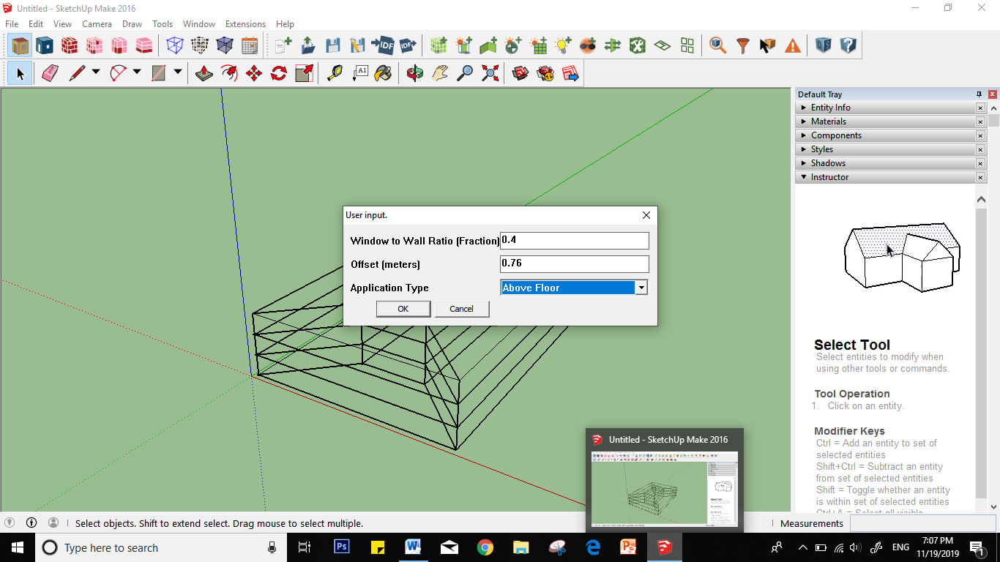 Untitled - SketchUp Make 2016
File Edit View Camera Draw Tools Window Extensions Help
IDF IDF
A1
Default Tray
Entity Info
Materials
Components
Styles
Shadows
Instructor
User input.
Window to Wall Ratio (Fraction) 0.4
Offset (meters) 0.76
Application Type Above Floor
OK Cancel
Select Tool
Select entities to modify when
using other tools or commands.
Tool Operation
1. Click on an entity.
Modifier Keys
Ctrl = Add an entity to set of
selected entities
Shift+Ctrl = Subtract an entity
from set of selected entities
Shift = Toggle whether an entity
is within set of selected entities
Ctrl+A = Select all visible
Untitled - SketchUp Make 2016
Select objects. Shift to extend select. Drag mouse to select multiple.
Measurements
Type here to search
Ps
ENG
7:07 PM
11/19/2019
1